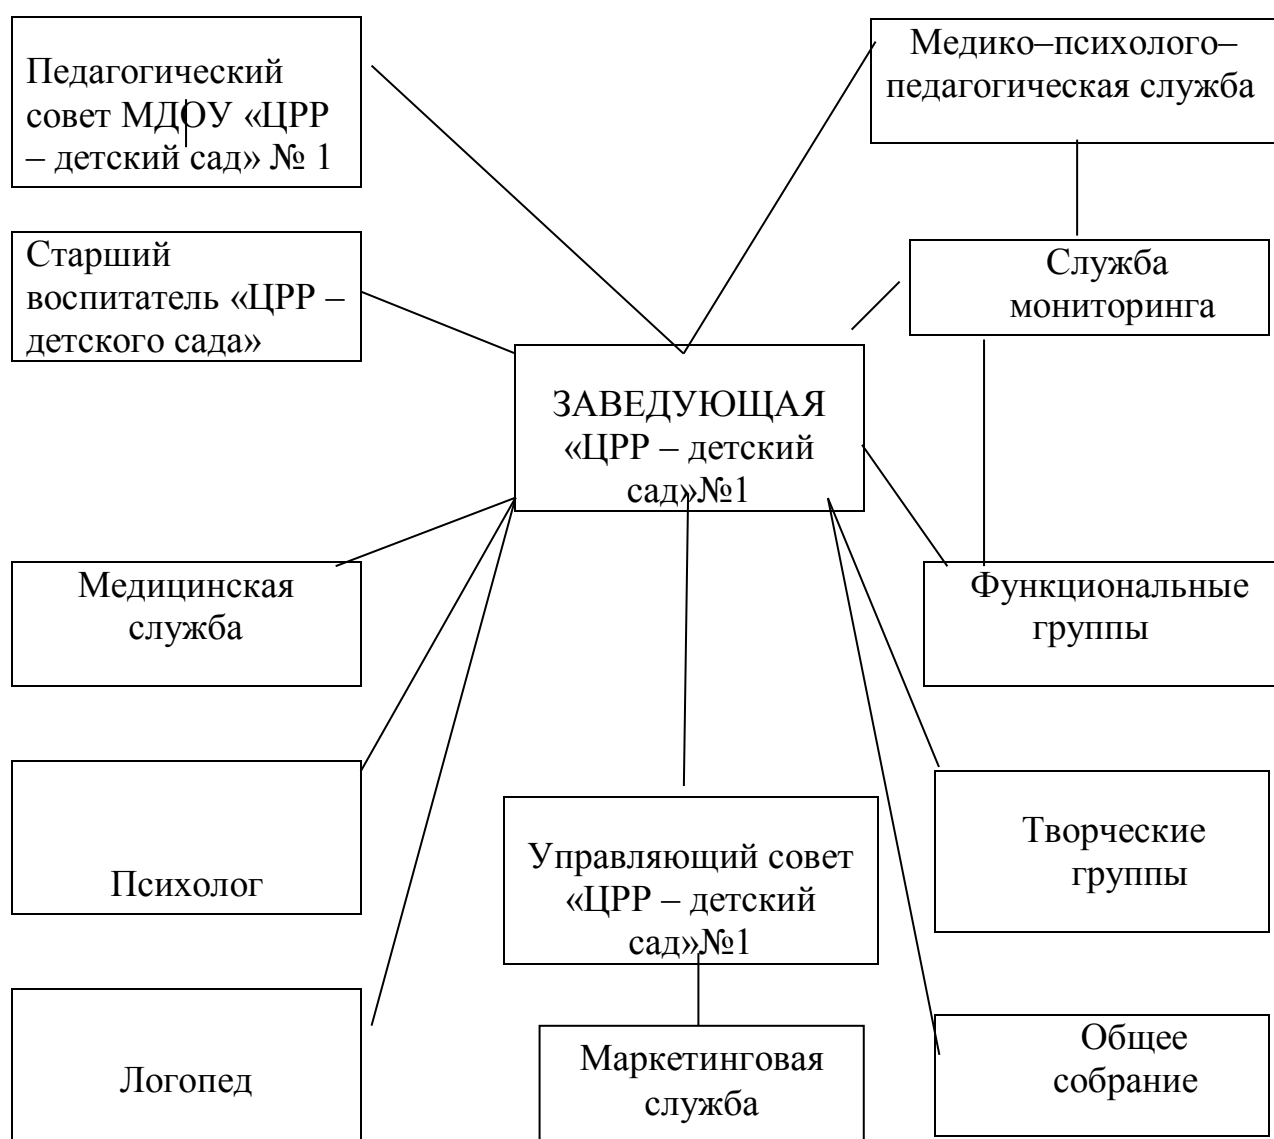 Педагогический
совет МДОУ «ЦРР
– детский сад» № 1
Медико–психолого–
педагогическая служба
Старший
воспитатель «ЦРР –
детского сада»
Служба
мониторинга
ЗАВЕДУЮЩАЯ
«ЦРР – детский
сад»№1
Медицинская
служба
Функциональные
группы
Психолог
Управляющий совет
«ЦРР – детский
сад»№1
Творческие
группы
Логопед
Маркетинговая
служба
Общее
собрание